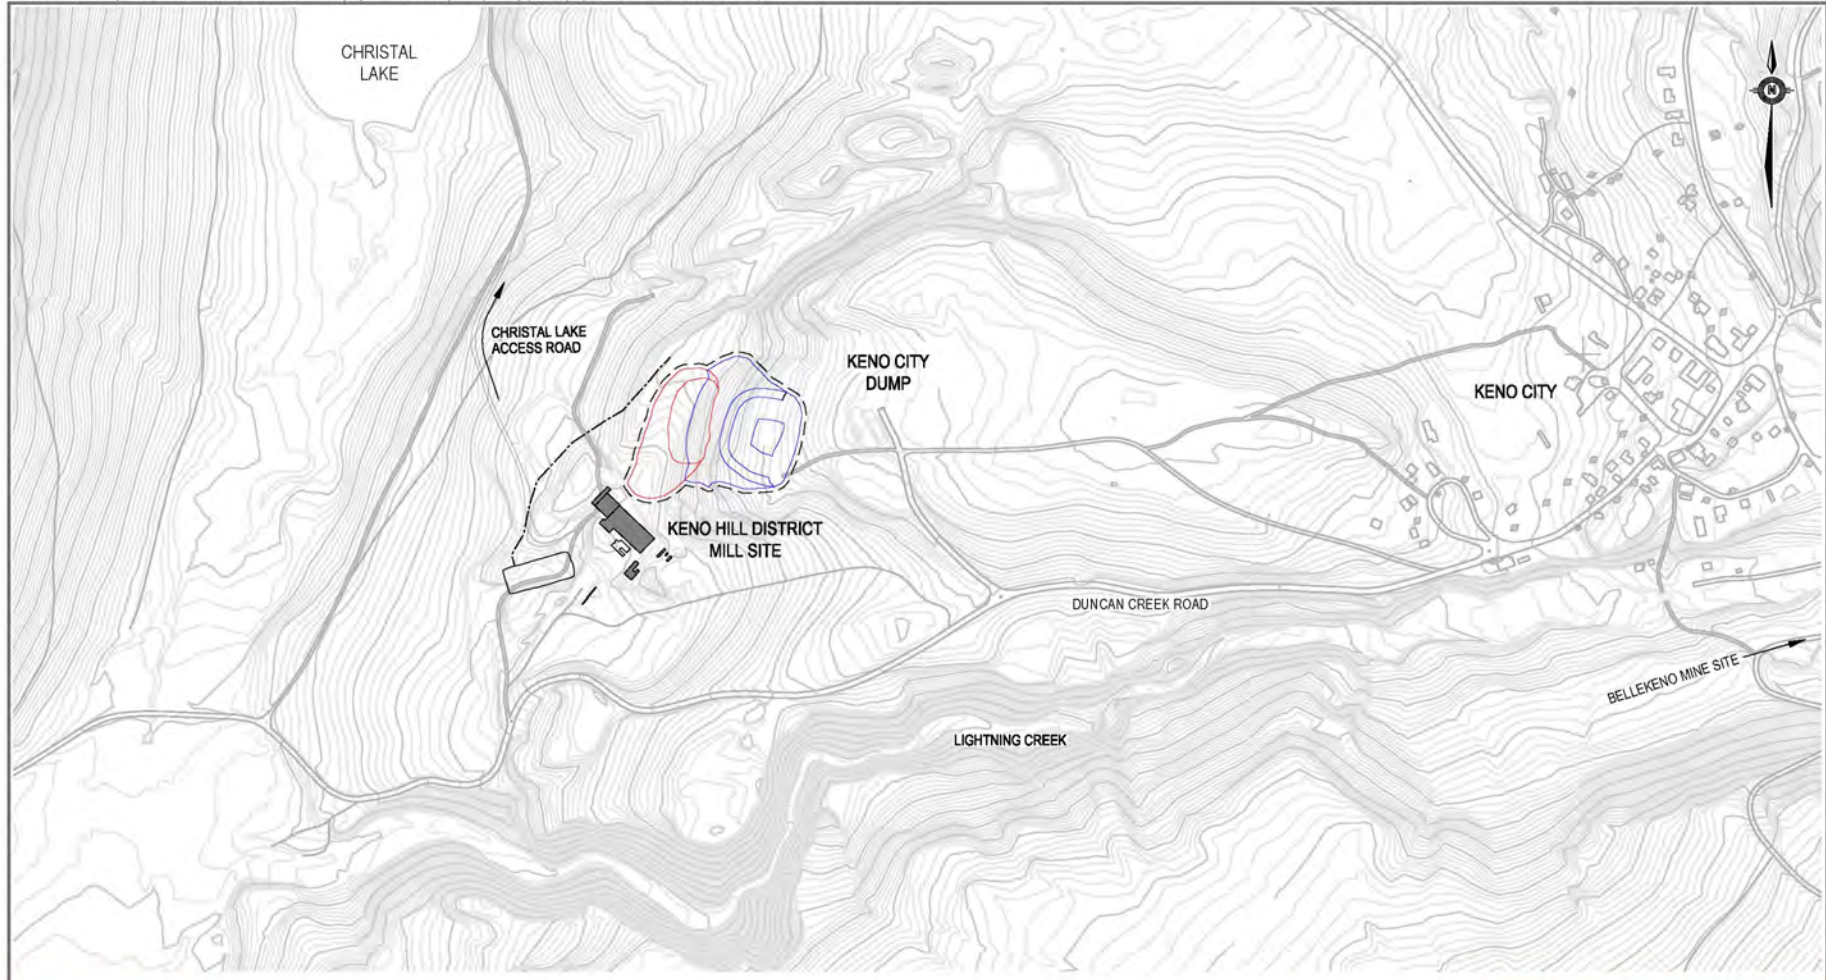 CHRISTAL
LAKE
N
CHRISTAL LAKE
ACCESS ROAD
KENO CITY
DUMP
KENO CITY
KENO HILL DISTRICT
MILL SITE
DUNCAN CREEK ROAD
BELLEKENO MINE SITE
LIGHTNING CREEK